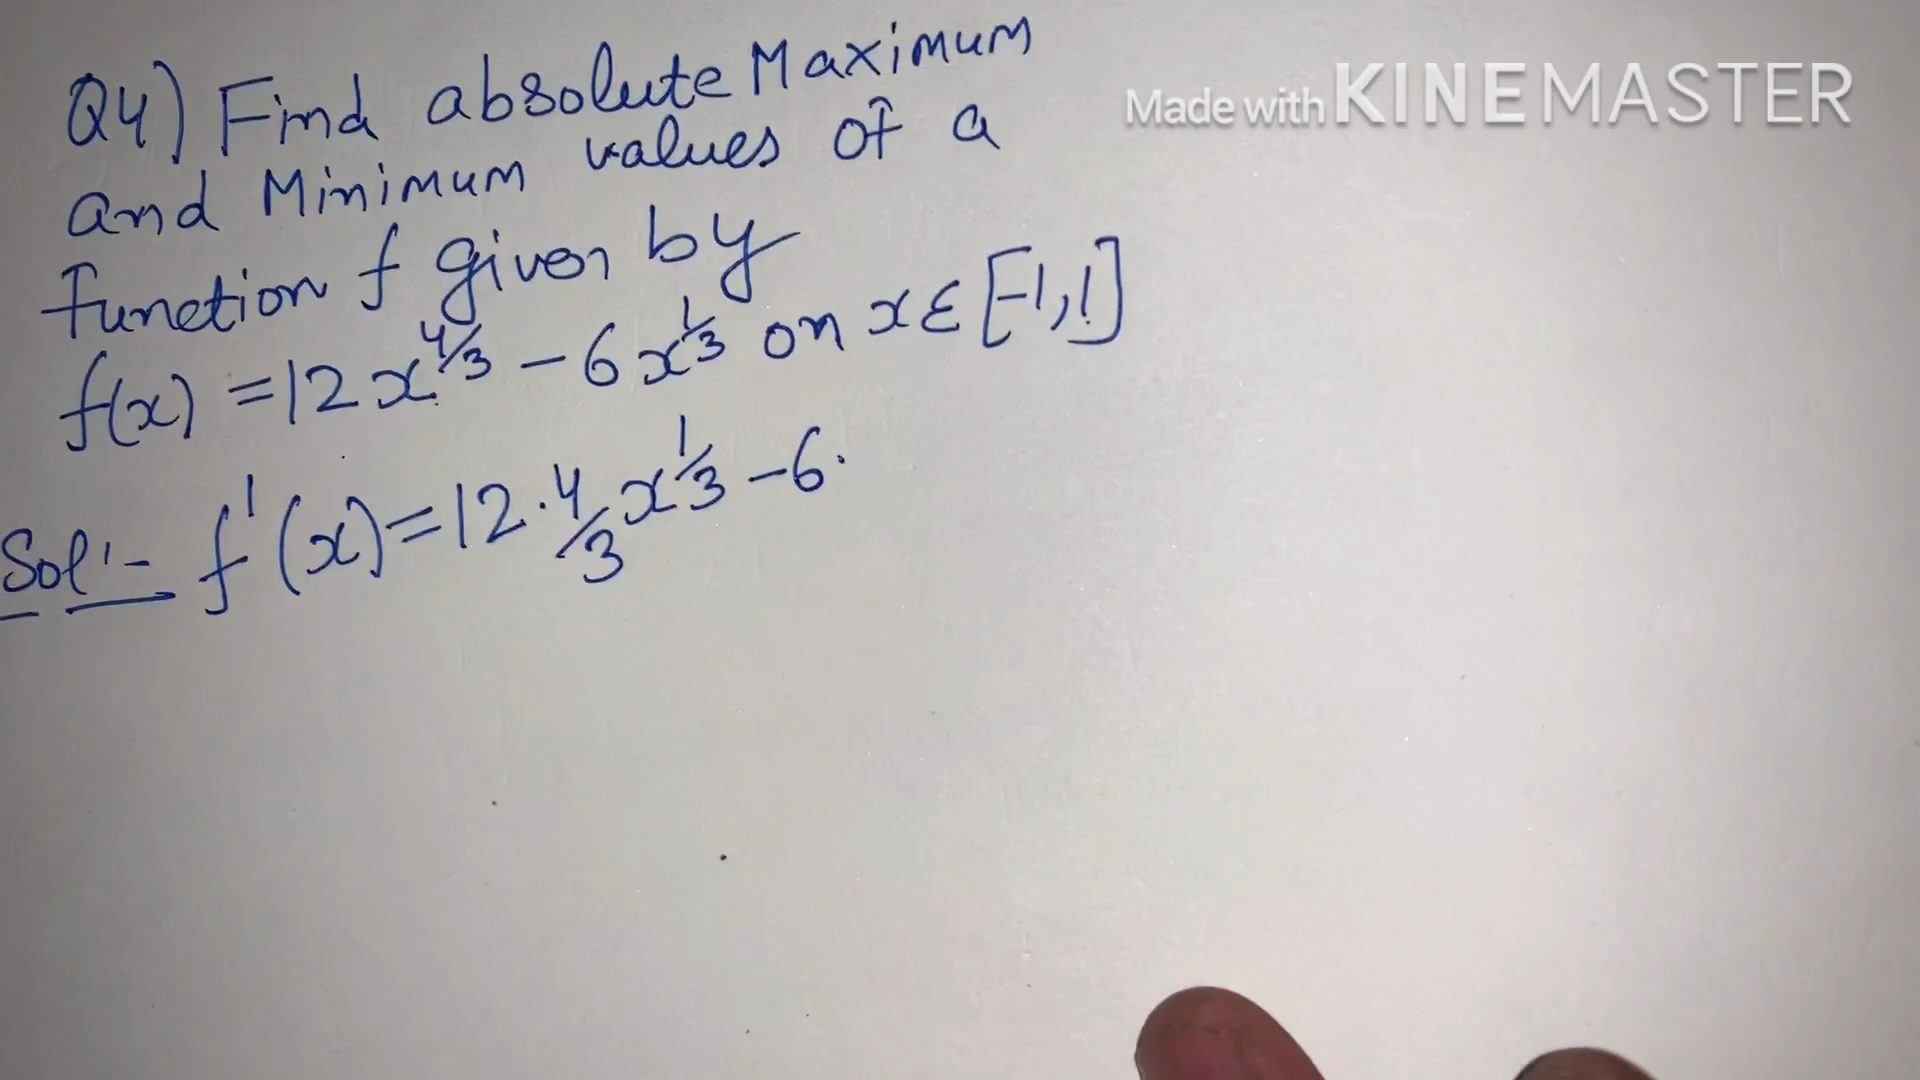 Q4) Find absolute Maximum
and Minimum values of a
function f given by
f(x) = 12x^4/3 - 6x^1/3 on x ε [-1, 1]
Sol':- f'(x) = 12 · 4/3 x^1/3 - 6 ·
Made with KINEMASTER